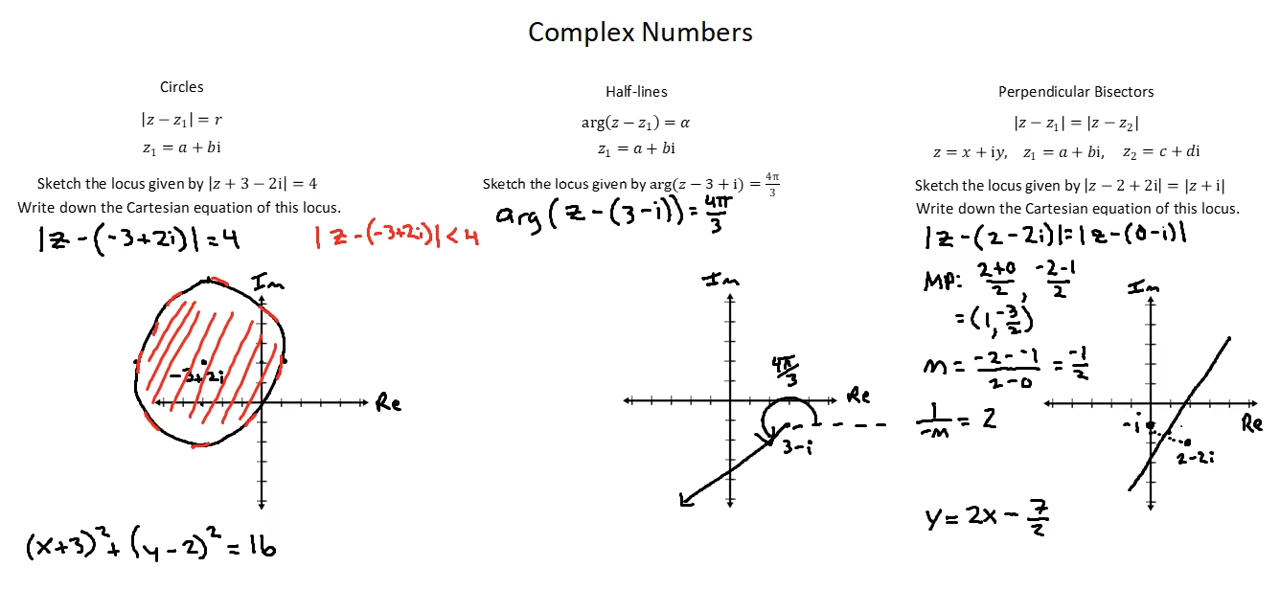 Complex Numbers
Circles
|z − z₁| = r
z₁ = a + bi
Sketch the locus given by |z + 3 − 2i| = 4
Write down the Cartesian equation of this locus.
|z-(-3+2i)|=4
|z-(-3+2i)|<4
Im
-3+2i
Re
(x+3)²+(y-2)²=16
Half-lines
arg(z − z₁) = α
z₁ = a + bi
Sketch the locus given by arg(z − 3 + i) = 4π/3
arg(z-(3-i))=4π/3
Im
4π/3
Re
3-i
Perpendicular Bisectors
|z − z₁| = |z − z₂|
z = x + iy, z₁ = a + bi, z₂ = c + di
Sketch the locus given by |z − 2 + 2i| = |z + i|
Write down the Cartesian equation of this locus.
|z-(2-2i)|=|z-(0-i)|
MP: 2+0/2, -2-1/2
=(1,-3/2)
m= -2--1/2-0 = -1/2
1/-m = 2
Im
Re
-i
2-2i
y=2x-7/2